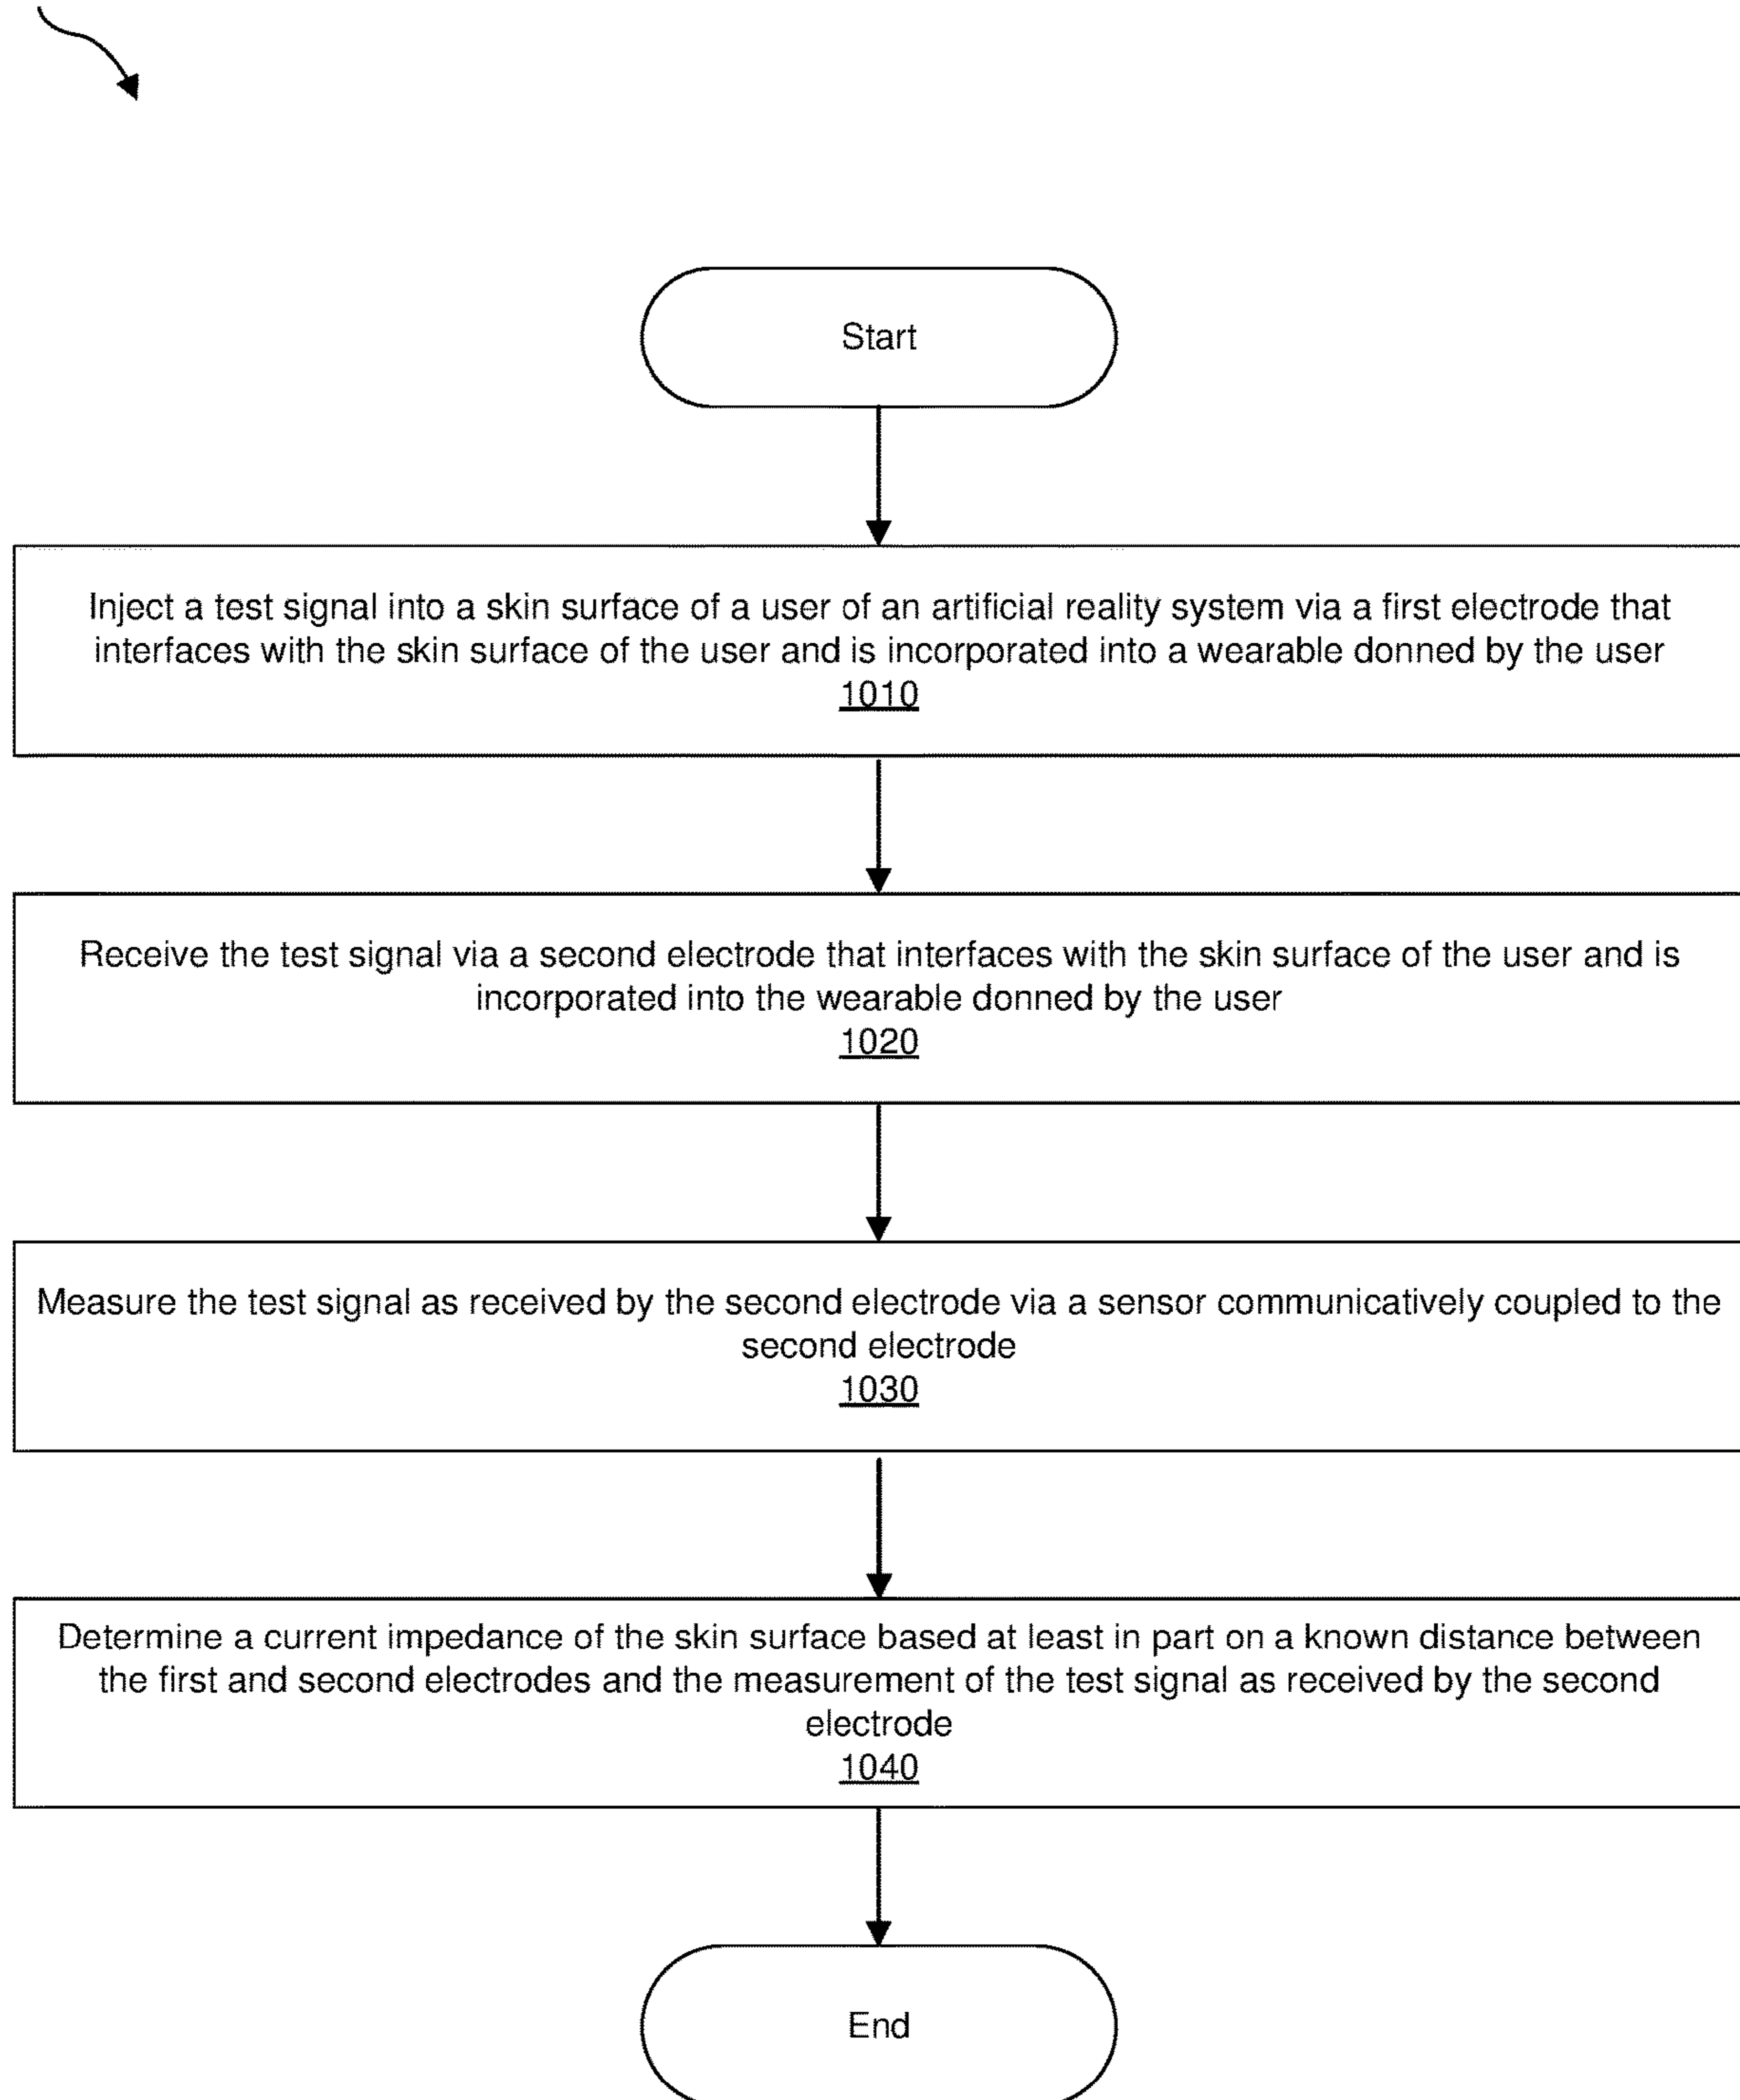 Start
Inject a test signal into a skin surface of a user of an artificial reality system via a first electrode that
interfaces with the skin surface of the user and is incorporated into a wearable donned by the user
1010
Receive the test signal via a second electrode that interfaces with the skin surface of the user and is
incorporated into the wearable donned by the user
1020
Measure the test signal as received by the second electrode via a sensor communicatively coupled to the
second electrode
1030
Determine a current impedance of the skin surface based at least in part on a known distance between
the first and second electrodes and the measurement of the test signal as received by the second
electrode
1040
End